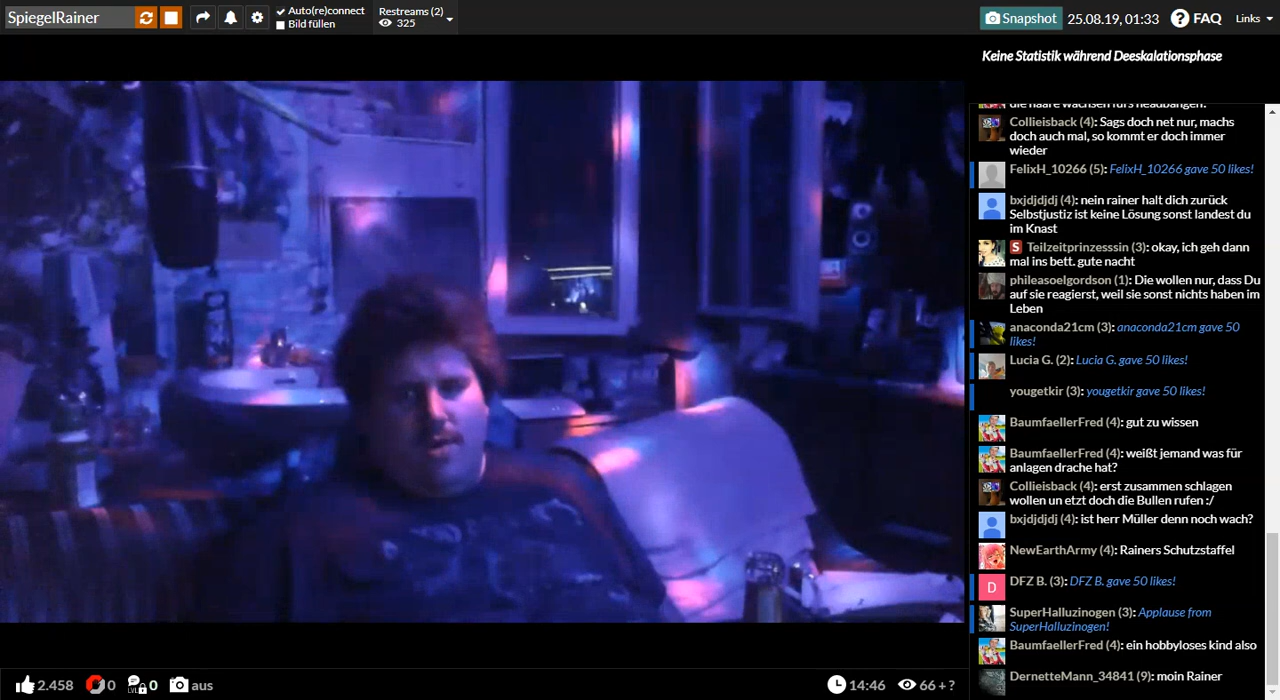 SpiegelRainer
Auto(re)connect
Bild füllen
Restreams (2)
325
Snapshot
25.08.19, 01:33
? FAQ
Links
Keine Statistik während Deeskalationsphase
die haare wachsen fürs headbangen.
Collieisback (4): Sags doch net nur, machs
doch auch mal, so kommt er doch immer
wieder
FelixH_10266 (5): FelixH_10266 gave 50 likes!
bxjdjdjdj (4): nein rainer halt dich zurück
Selbstjustiz ist keine Lösung sonst landest du
im Knast
S Teilzeitprinzesssin (3): okay, ich geh dann
mal ins bett. gute nacht
phileasoelgordson (1): Die wollen nur, dass Du
auf sie reagierst, weil sie sonst nichts haben im
Leben
anaconda21cm (3): anaconda21cm gave 50
likes!
Lucia G. (2): Lucia G. gave 50 likes!
yougetkir (3): yougetkir gave 50 likes!
BaumfaellerFred (4): gut zu wissen
BaumfaellerFred (4): weißt jemand was für
anlagen drache hat?
Collieisback (4): erst zusammen schlagen
wollen un etzt doch die Bullen rufen :/
bxjdjdjdj (4): ist herr Müller denn noch wach?
NewEarthArmy (4): Rainers Schutzstaffel
D
DFZ B. (3): DFZ B. gave 50 likes!
SuperHalluzinogen (3): Applause from
SuperHalluzinogen!
BaumfaellerFred (4): ein hobbyloses kind also
DernetteMann_34841 (9): moin Rainer
2.458
0
LVL
0
aus
14:46
66 + ?